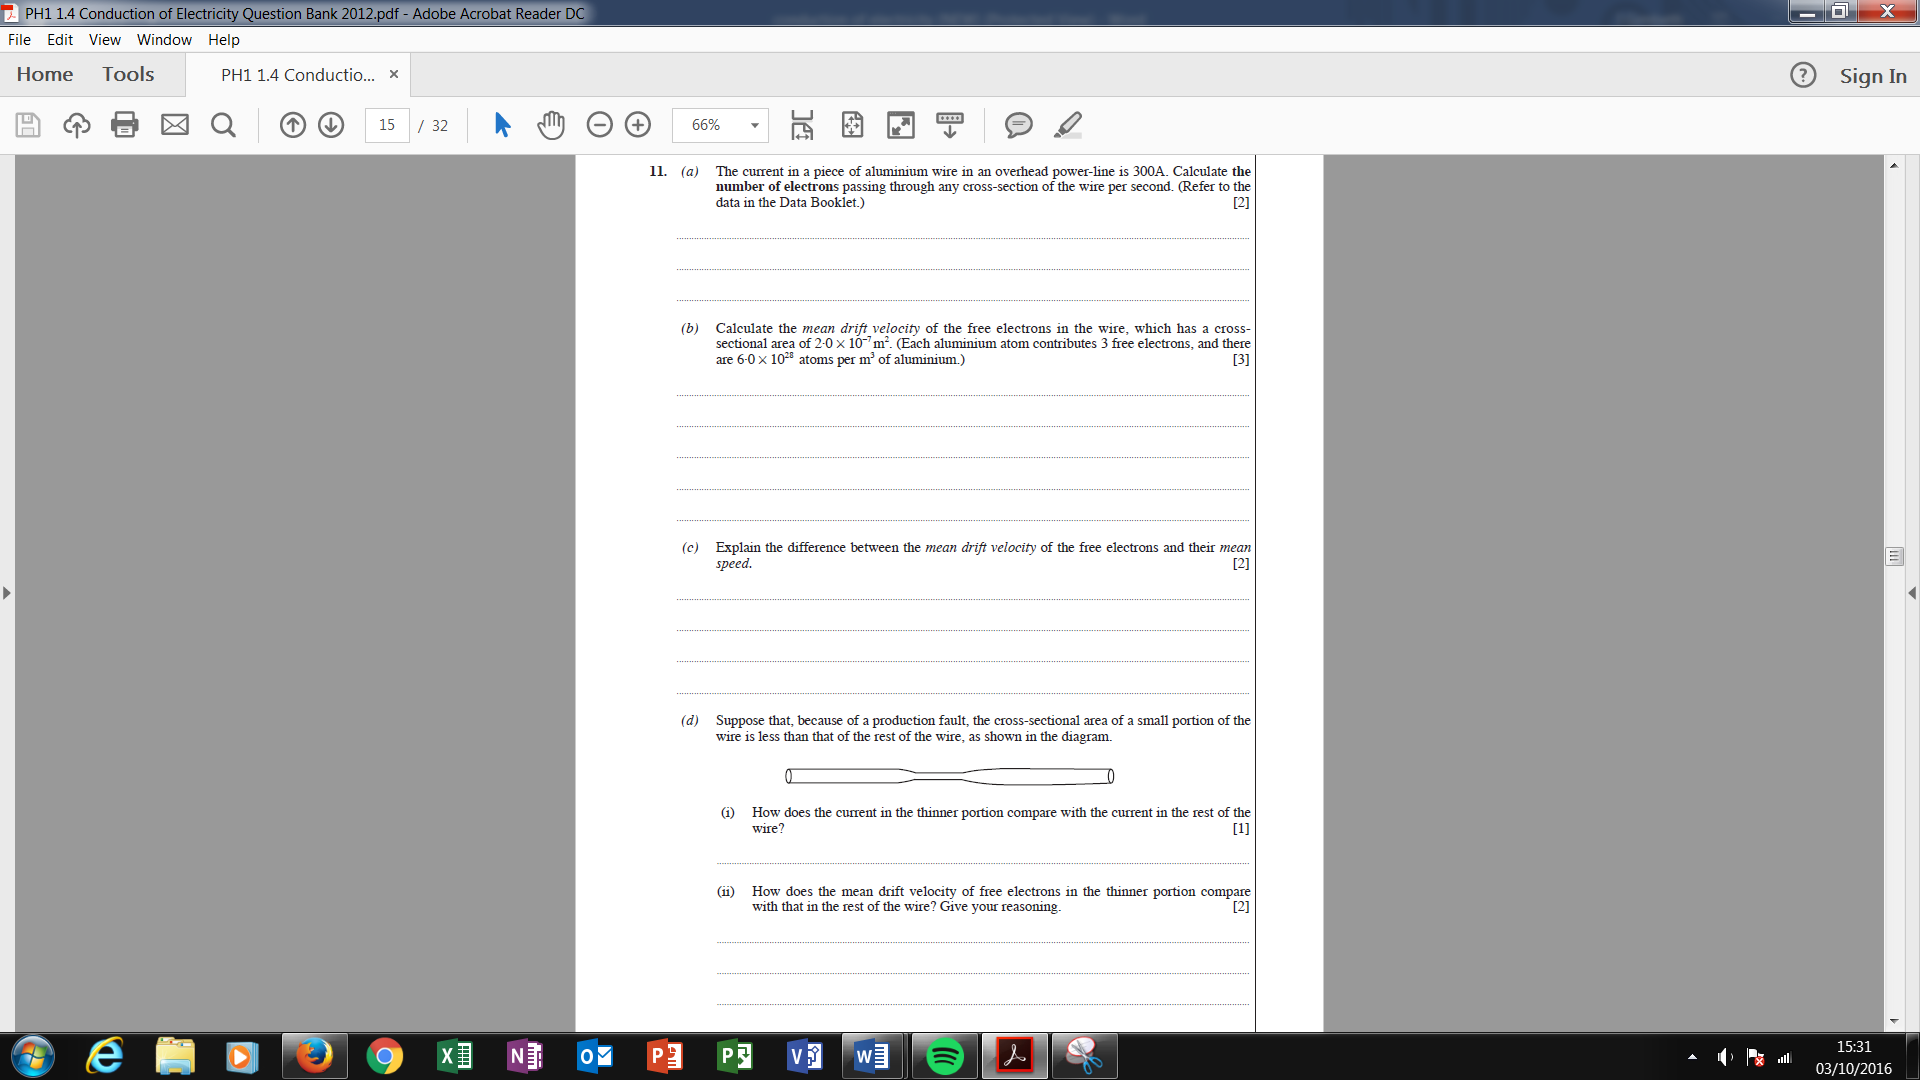 PH1 1.4 Conduction of Electricity Question Bank 2012.pdf - Adobe Acrobat Reader DC
File Edit View Window Help
Home Tools PH1 1.4 Conductio... × ? Sign In
15 / 32 66%
11. (a) The current in a piece of aluminium wire in an overhead power-line is 300A. Calculate the
number of electrons passing through any cross-section of the wire per second. (Refer to the
data in the Data Booklet.) [2]
(b) Calculate the mean drift velocity of the free electrons in the wire, which has a cross-
sectional area of 2·0 × 10⁻⁷ m². (Each aluminium atom contributes 3 free electrons, and there
are 6·0 × 10²⁸ atoms per m³ of aluminium.) [3]
(c) Explain the difference between the mean drift velocity of the free electrons and their mean
speed. [2]
(d) Suppose that, because of a production fault, the cross-sectional area of a small portion of the
wire is less than that of the rest of the wire, as shown in the diagram.
(i) How does the current in the thinner portion compare with the current in the rest of the
wire? [1]
(ii) How does the mean drift velocity of free electrons in the thinner portion compare
with that in the rest of the wire? Give your reasoning. [2]
15:31
03/10/2016